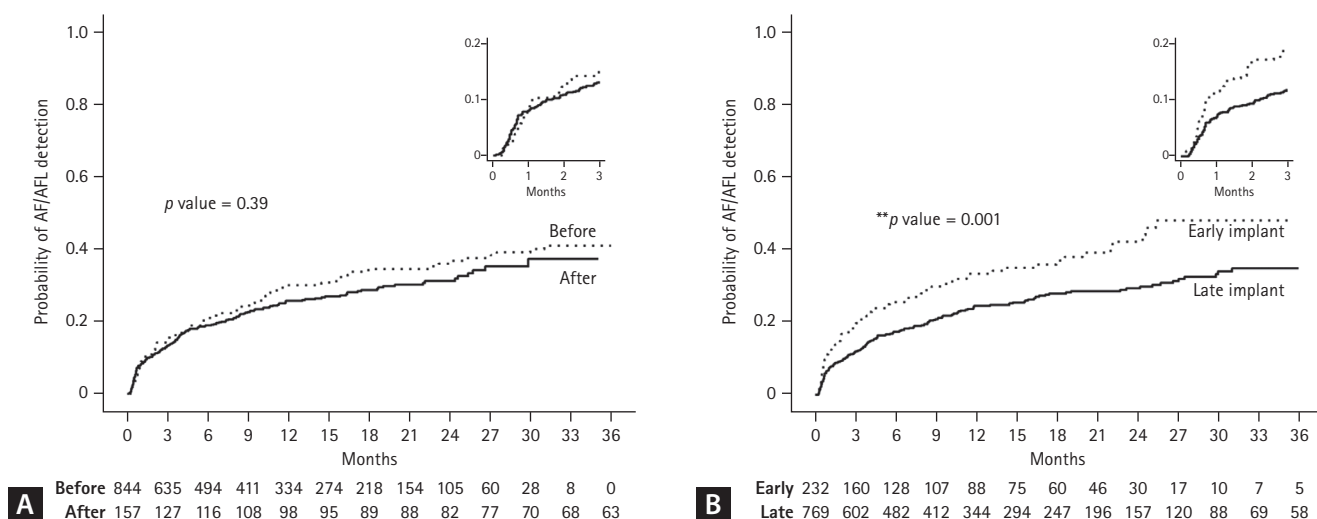 1.0
0.8
0.6
0.4
0.2
0
Probability of AF/AFL detection
0.2
0.1
0
0 1 2 3
Months
p value = 0.39
Before
After
0 3 6 9 12 15 18 21 24 27 30 33 36
Months
A
Before 844 635 494 411 334 274 218 154 105 60 28 8 0
After 157 127 116 108 98 95 89 88 82 77 70 68 63
1.0
0.8
0.6
0.4
0.2
0
Probability of AF/AFL detection
0.2
0.1
0
0 1 2 3
Months
**p value = 0.001
Early implant
Late implant
0 3 6 9 12 15 18 21 24 27 30 33 36
Months
B
Early 232 160 128 107 88 75 60 46 30 17 10 7 5
Late 769 602 482 412 344 294 247 196 157 120 88 69 58